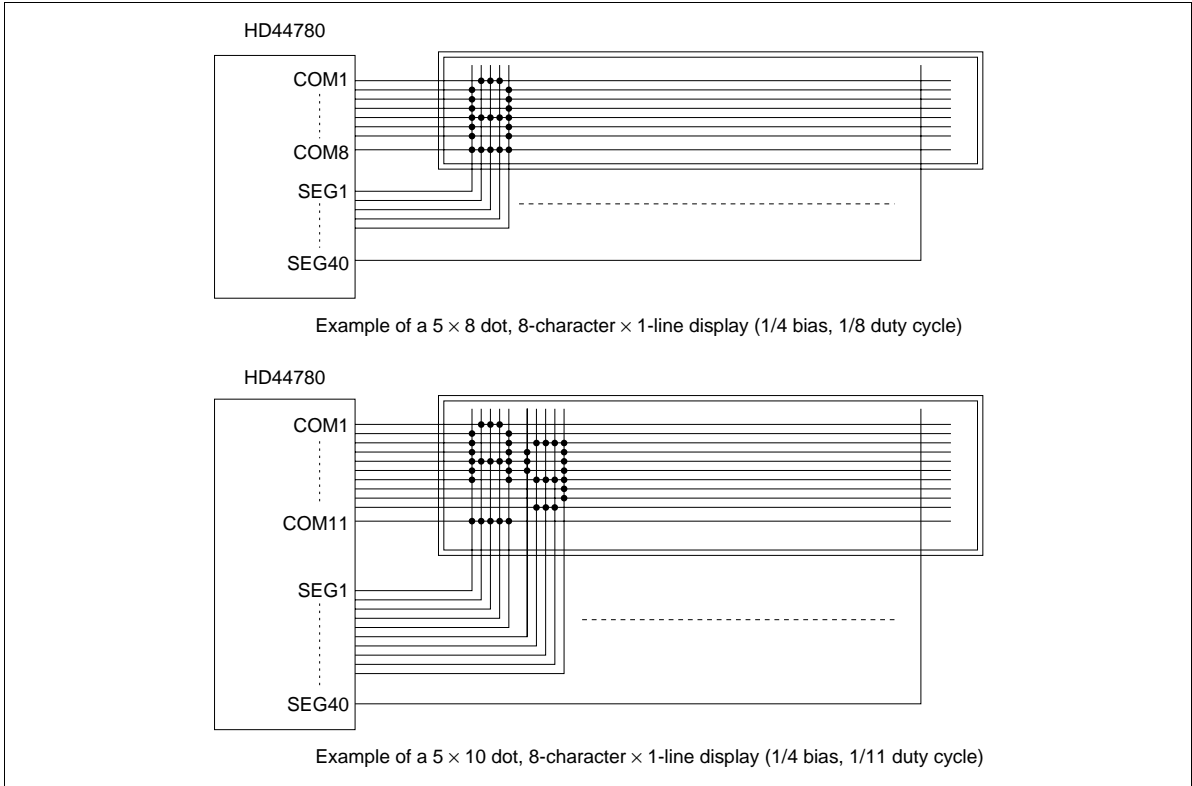 HD44780
COM1
COM8
SEG1
SEG40
Example of a 5 × 8 dot, 8-character × 1-line display (1/4 bias, 1/8 duty cycle)
HD44780
COM1
COM11
SEG1
SEG40
Example of a 5 × 10 dot, 8-character × 1-line display (1/4 bias, 1/11 duty cycle)